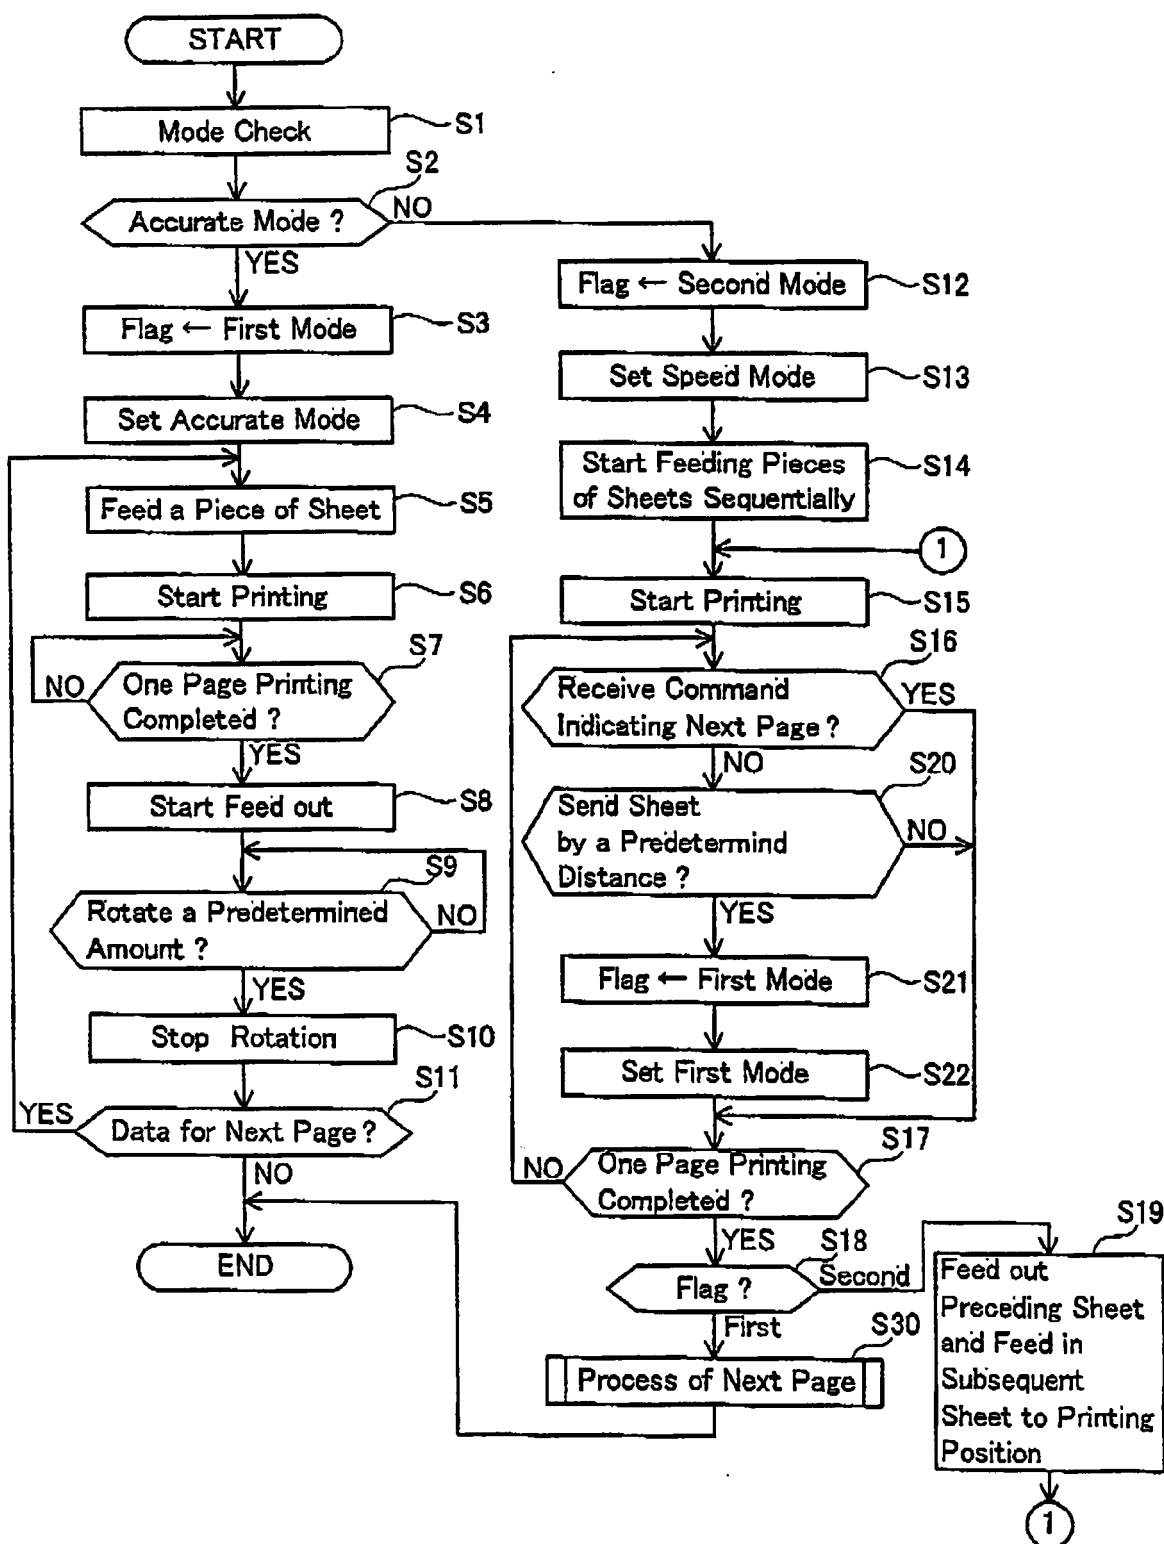 START
Mode Check
S1
S2
Accurate Mode ?
NO
YES
Flag ← First Mode
S3
Set Accurate Mode
S4
Feed a Piece of Sheet
S5
Start Printing
S6
S7
One Page Printing
Completed ?
NO
YES
Start Feed out
S8
S9
Rotate a Predetermined
Amount ?
NO
YES
Stop Rotation
S10
S11
YES
Data for Next Page ?
NO
END
Flag ← Second Mode
S12
Set Speed Mode
S13
Start Feeding Pieces
of Sheets Sequentially
S14
1
Start Printing
S15
S16
Receive Command
Indicating Next Page ?
YES
NO
S20
Send Sheet
by a Predetermind
Distance ?
NO
YES
Flag ← First Mode
S21
Set First Mode
S22
S17
NO
One Page Printing
Completed ?
YES
S18
Flag ?
Second
First
S30
Process of Next Page
S19
Feed out
Preceding Sheet
and Feed in
Subsequent
Sheet to Printing
Position
1